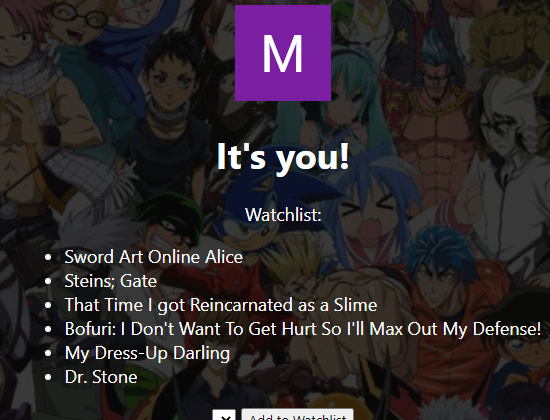 M
It's you!
Watchlist:
Sword Art Online Alice
Steins; Gate
That Time I got Reincarnated as a Slime
Bofuri: I Don't Want To Get Hurt So I'll Max Out My Defense!
My Dress-Up Darling
Dr. Stone
Add to Watchlist